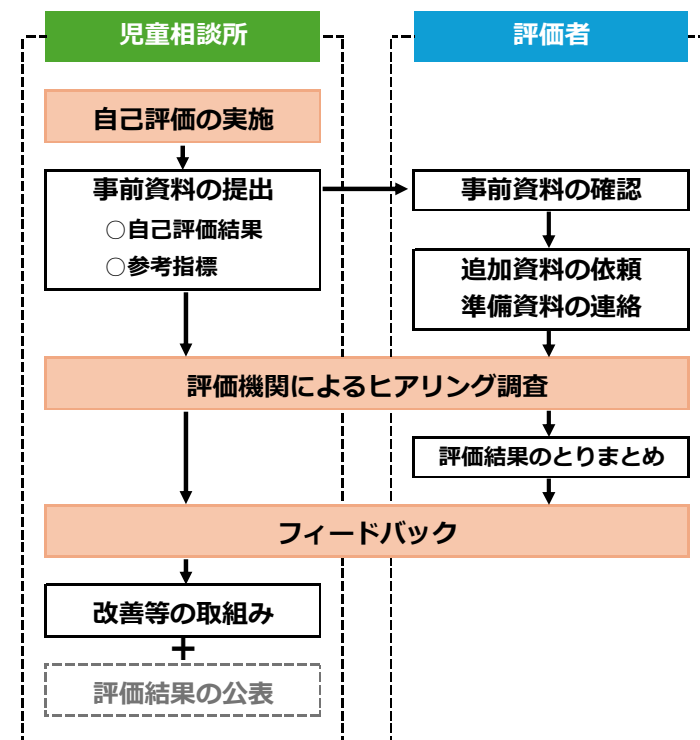 児童相談所
評価者
自己評価の実施
事前資料の提出
○自己評価結果
○参考指標
事前資料の確認
追加資料の依頼
準備資料の連絡
評価機関によるヒアリング調査
評価結果のとりまとめ
フィードバック
改善等の取組み
+
評価結果の公表